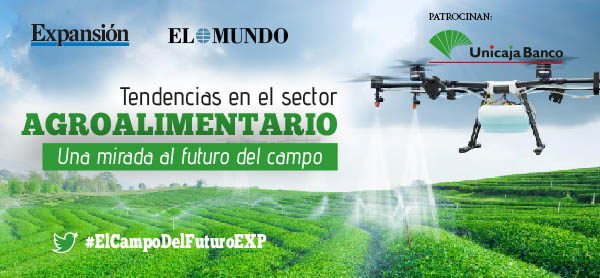 Expansión
EL MUNDO
PATROCINAN:
Unicaja Banco
Tendencias en el sector
AGROALIMENTARIO
Una mirada al futuro del campo
#ElCampoDelFuturoEXP